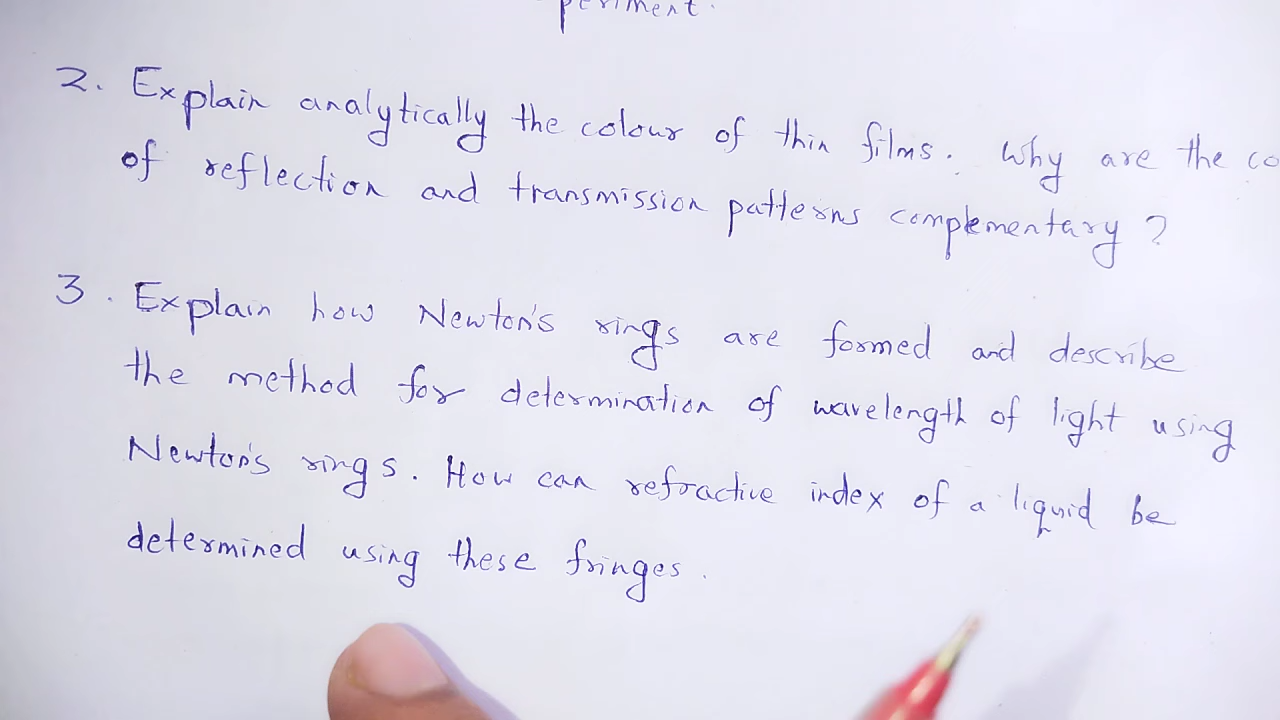 2. Explain analytically the colour of thin films. Why are the
of reflection and transmission patterns complementary ?
3. Explain how Newton's rings are formed and describe
the method for determination of wavelength of light using
Newton's rings. How can refractive index of a liquid be
determined using these fringes.